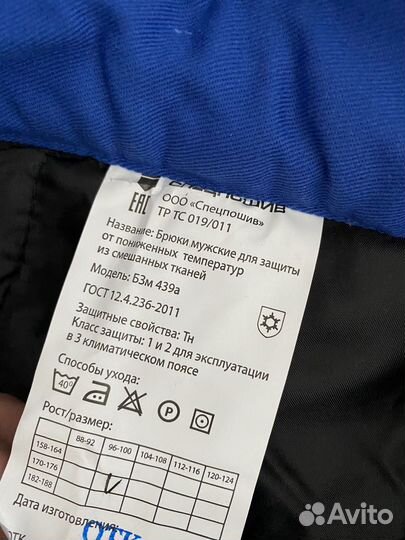 СПЕЦПОШИВ
ЕАС
ООО «Спецпошив»
ТР ТС 019/011
Название: Брюки мужские для защиты
от пониженных температур
из смешанных тканей
Модель: БЗм 439а
ГОСТ 12.4.236-2011
Защитные свойства: Тн
Класс защиты: 1 и 2 для эксплуатации
в 3 климатическом поясе
Способы ухода:
40° P
Рост/размер:
88-92 96-100 104-108 112-116 120-124
158-164
170-176
182-188
Дата изготовления:
ОТК
Avito